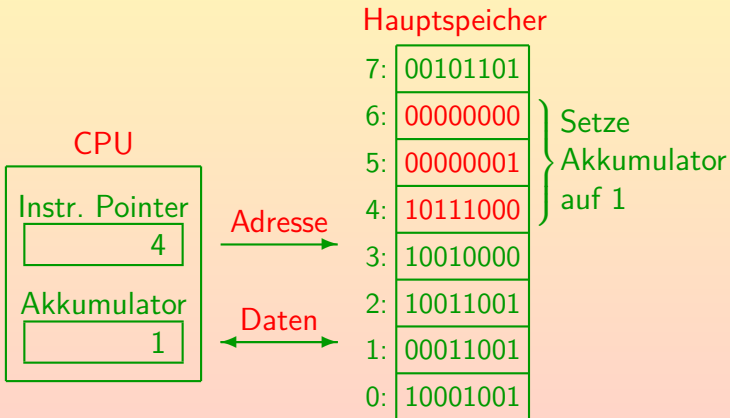 Hauptspeicher
7: 00101101
6: 00000000
5: 00000001
4: 10111000
3: 10010000
2: 10011001
1: 00011001
0: 10001001
Setze
Akkumulator
auf 1
CPU
Instr. Pointer
4
Akkumulator
1
Adresse
Daten